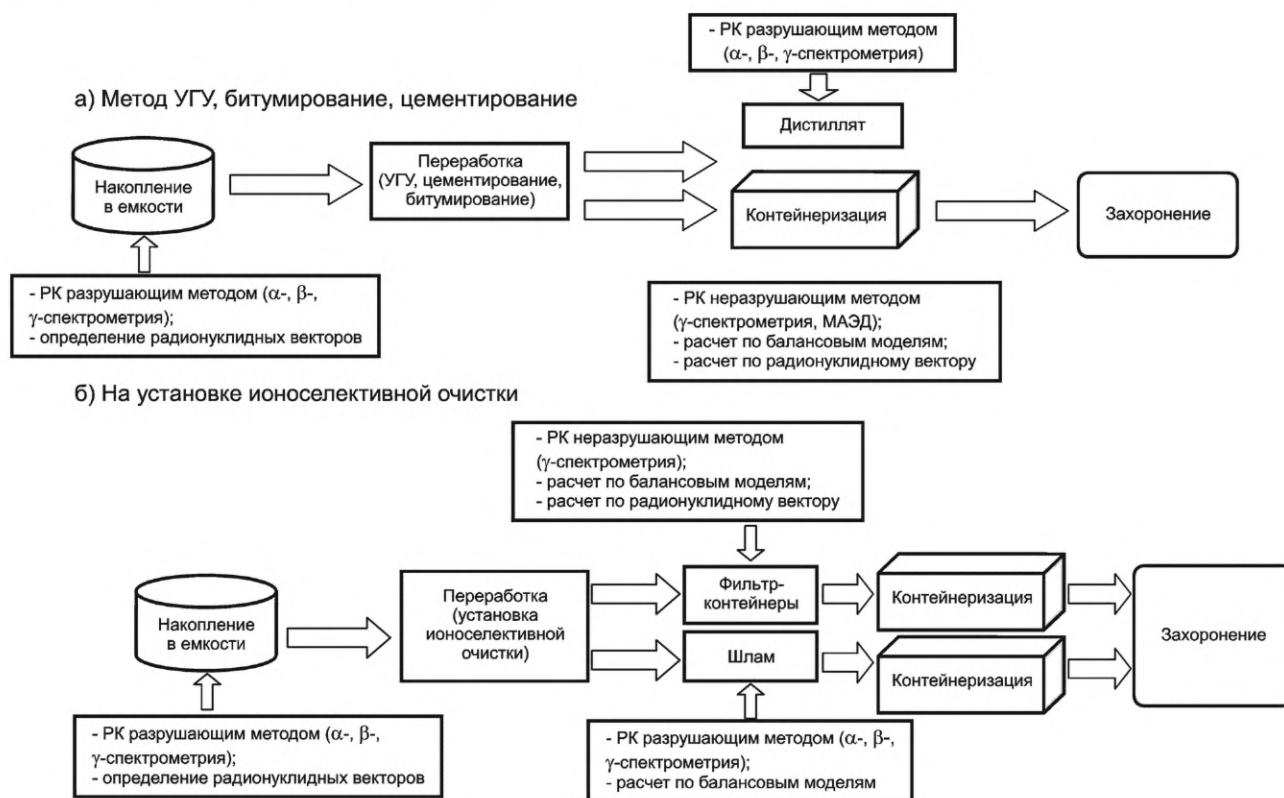 - РК разрушающим методом
(α-, β-, γ-спектрометрия)
а) Метод УГУ, битумирование, цементирование
Дистиллят
Накопление
в емкости
Переработка
(УГУ, цементирование,
битумирование)
Контейнеризация
Захоронение
- РК разрушающим методом (α-, β-,
γ-спектрометрия);
- определение радионуклидных векторов
- РК неразрушающим методом
(γ-спектрометрия, МАЭД);
- расчет по балансовым моделям;
- расчет по радионуклидному вектору
б) На установке ионоселективной очистки
- РК неразрушающим методом
(γ-спектрометрия);
- расчет по балансовым моделям;
- расчет по радионуклидному вектору
Накопление
в емкости
Переработка
(установка
ионоселективной
очистки)
Фильтр-
контейнеры
Контейнеризация
Шлам
Контейнеризация
Захоронение
- РК разрушающим методом (α-, β-,
γ-спектрометрия);
- определение радионуклидных векторов
- РК разрушающим методом (α-, β-,
γ-спектрометрия);
- расчет по балансовым моделям